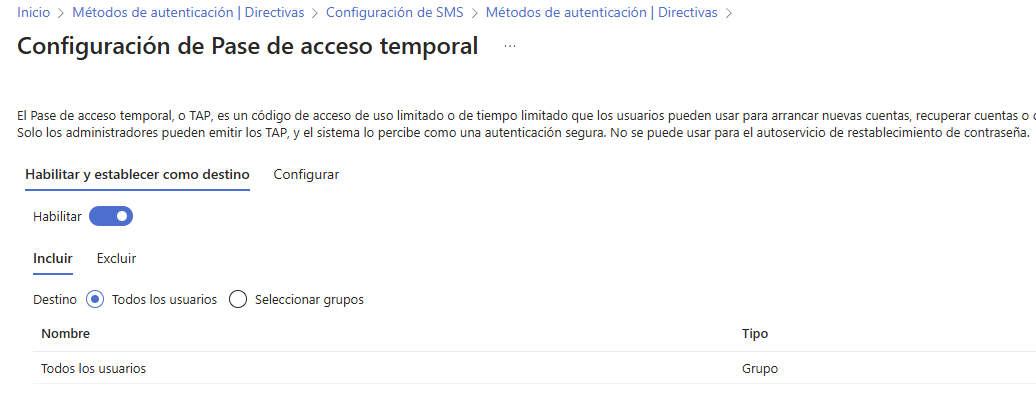 Inicio > Métodos de autenticación | Directivas > Configuración de SMS > Métodos de autenticación | Directivas >
Configuración de Pase de acceso temporal ...
El Pase de acceso temporal, o TAP, es un código de acceso de uso limitado o de tiempo limitado que los usuarios pueden usar para arrancar nuevas cuentas, recuperar cuentas o
Solo los administradores pueden emitir los TAP, y el sistema lo percibe como una autenticación segura. No se puede usar para el autoservicio de restablecimiento de contraseña.
Habilitar y establecer como destino Configurar
Habilitar
Incluir Excluir
Destino Todos los usuarios Seleccionar grupos
Nombre Tipo
Todos los usuarios Grupo